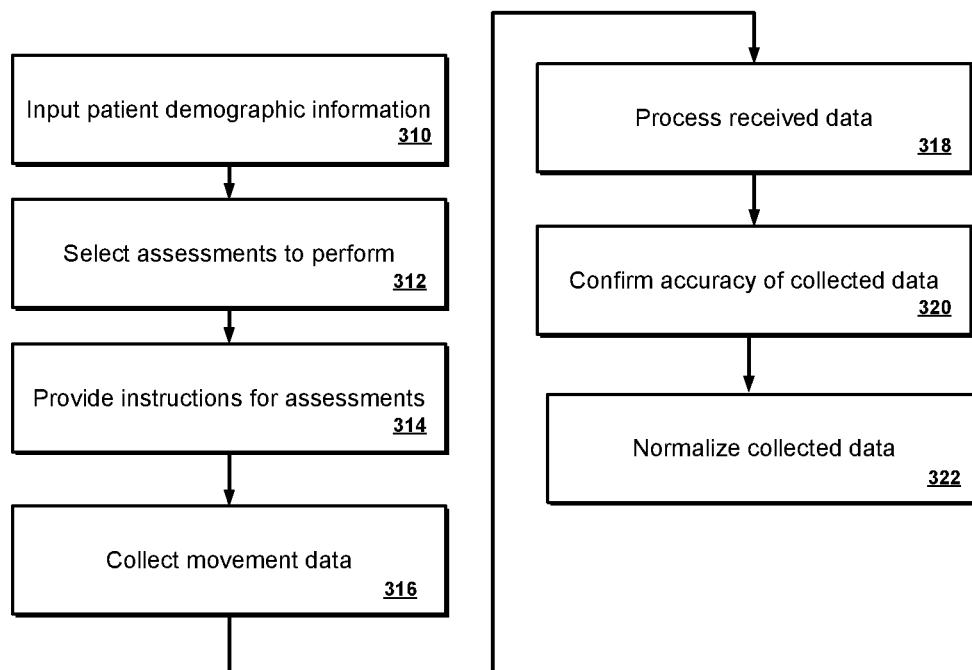 Input patient demographic information
310
Select assessments to perform
312
Provide instructions for assessments
314
Collect movement data
316
Process received data
318
Confirm accuracy of collected data
320
Normalize collected data
322